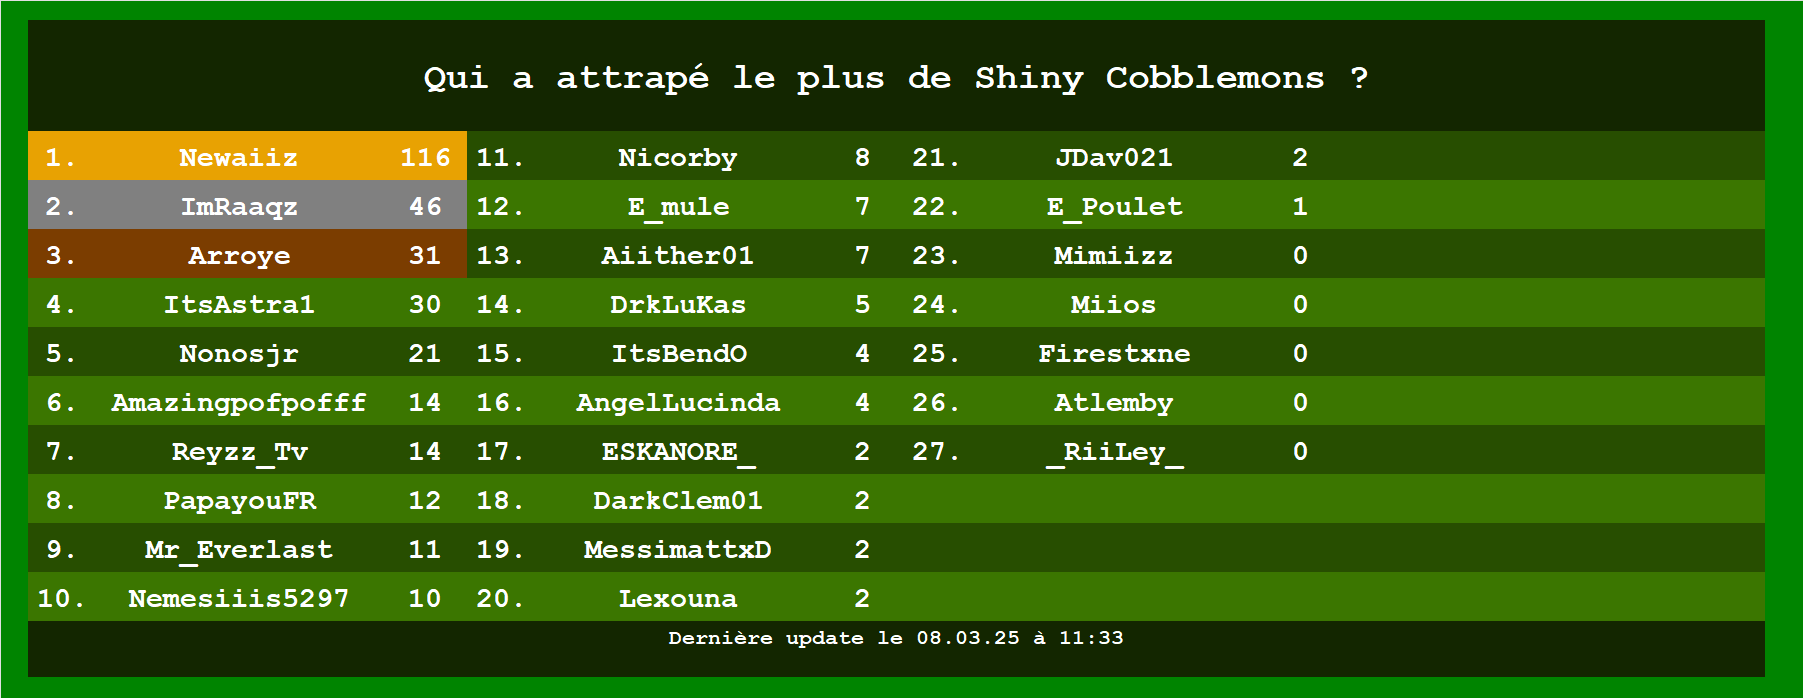 Qui a attrapé le plus de Shiny Cobblemons ?
1. Newaiiz 116 11. Nicorby 8 21. JDav021 2
2. ImRaaqz 46 12. E_mule 7 22. E_Poulet 1
3. Arroye 31 13. Aiither01 7 23. Mimiizz 0
4. ItsAstra1 30 14. DrkLuKas 5 24. Miios 0
5. Nonosjr 21 15. ItsBendO 4 25. Firestxne 0
6. Amazingpofpofff 14 16. AngelLucinda 4 26. Atlemby 0
7. Reyzz_Tv 14 17. ESKANORE_ 2 27. _RiiLey_ 0
8. PapayouFR 12 18. DarkClem01 2
9. Mr_Everlast 11 19. MessimattxD 2
10. Nemesiiis5297 10 20. Lexouna 2
Dernière update le 08.03.25 à 11:33